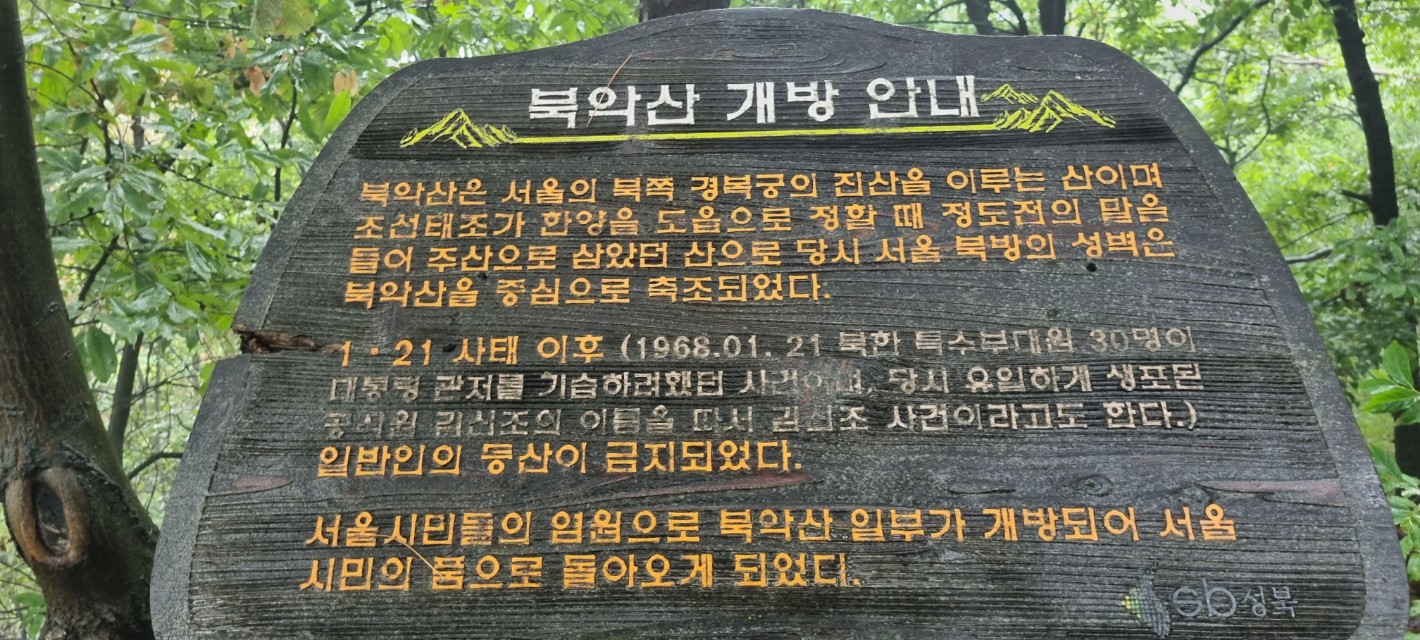 북악산 개방 안내
북악산은 서울의 북쪽 경복궁의 진산을 이루는 산이며
조선태조가 한양을 도읍으로 정할 때 정도전의 말을
들어 주산으로 삼았던 산으로 당시 서울 북방의 성벽은
북악산을 중심으로 축조되었다.
1·21 사태 이후 (1968.01. 21 북한 특수부대원 30명이
대통령 관저를 기습하려했던 사건이며, 당시 유일하게 생포된
공작원 김신조의 이름을 따서 김신조 사건이라고도 한다.)
일반인의 등산이 금지되었다.
서울시민들의 염원으로 북악산 일부가 개방되어 서울
시민의 품으로 돌아오게 되었다.
sb 성북